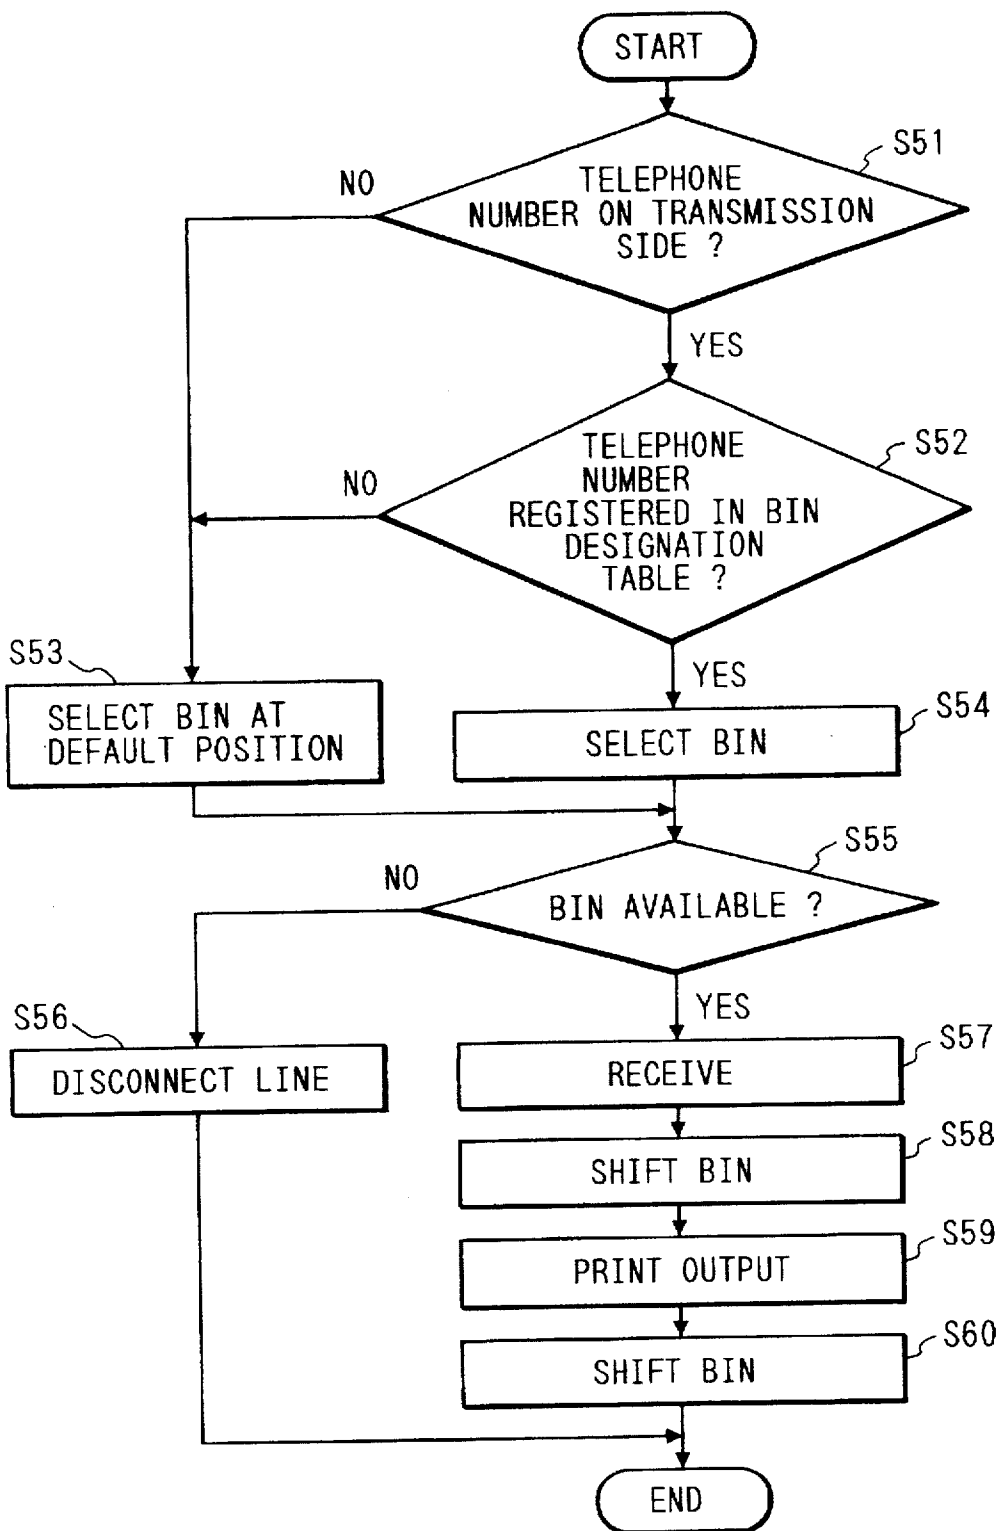 START
S51
NO
TELEPHONE
NUMBER ON TRANSMISSION
SIDE ?
YES
S52
NO
TELEPHONE
NUMBER
REGISTERED IN BIN
DESIGNATION
TABLE ?
S53
YES
SELECT BIN AT
DEFAULT POSITION
S54
SELECT BIN
S55
NO
BIN AVAILABLE ?
YES
S56
DISCONNECT LINE
S57
RECEIVE
S58
SHIFT BIN
S59
PRINT OUTPUT
S60
SHIFT BIN
END